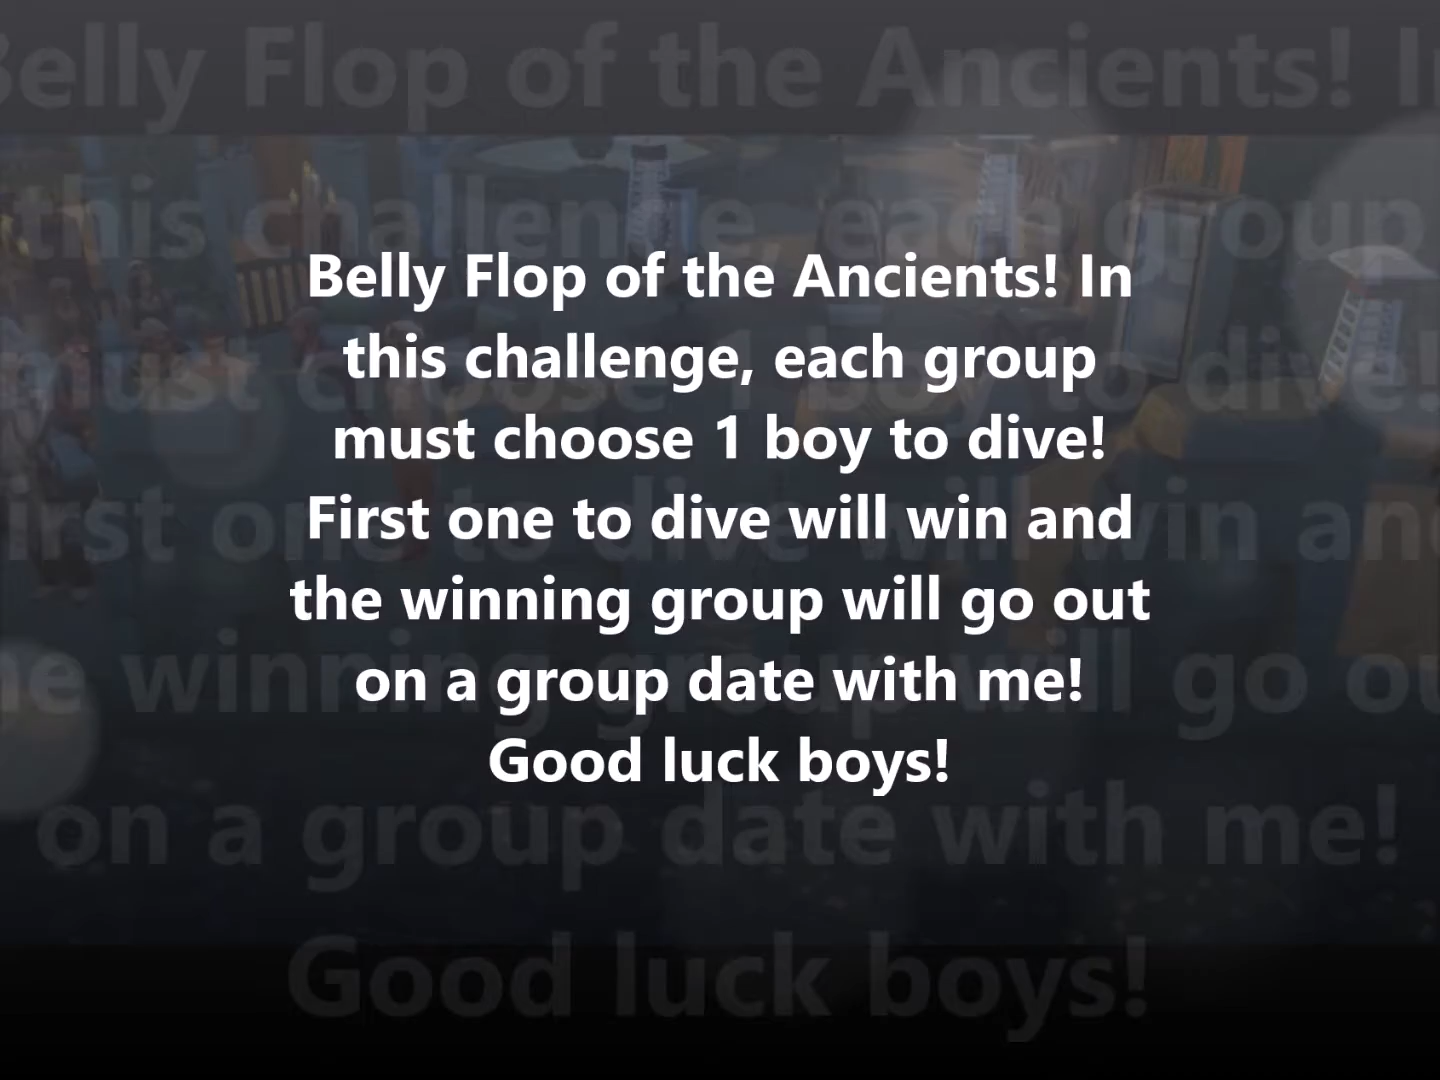 Belly Flop of the Ancients! In
this challenge, each group
must choose 1 boy to dive!
First one to dive will win and
the winning group will go out
on a group date with me!
Good luck boys!